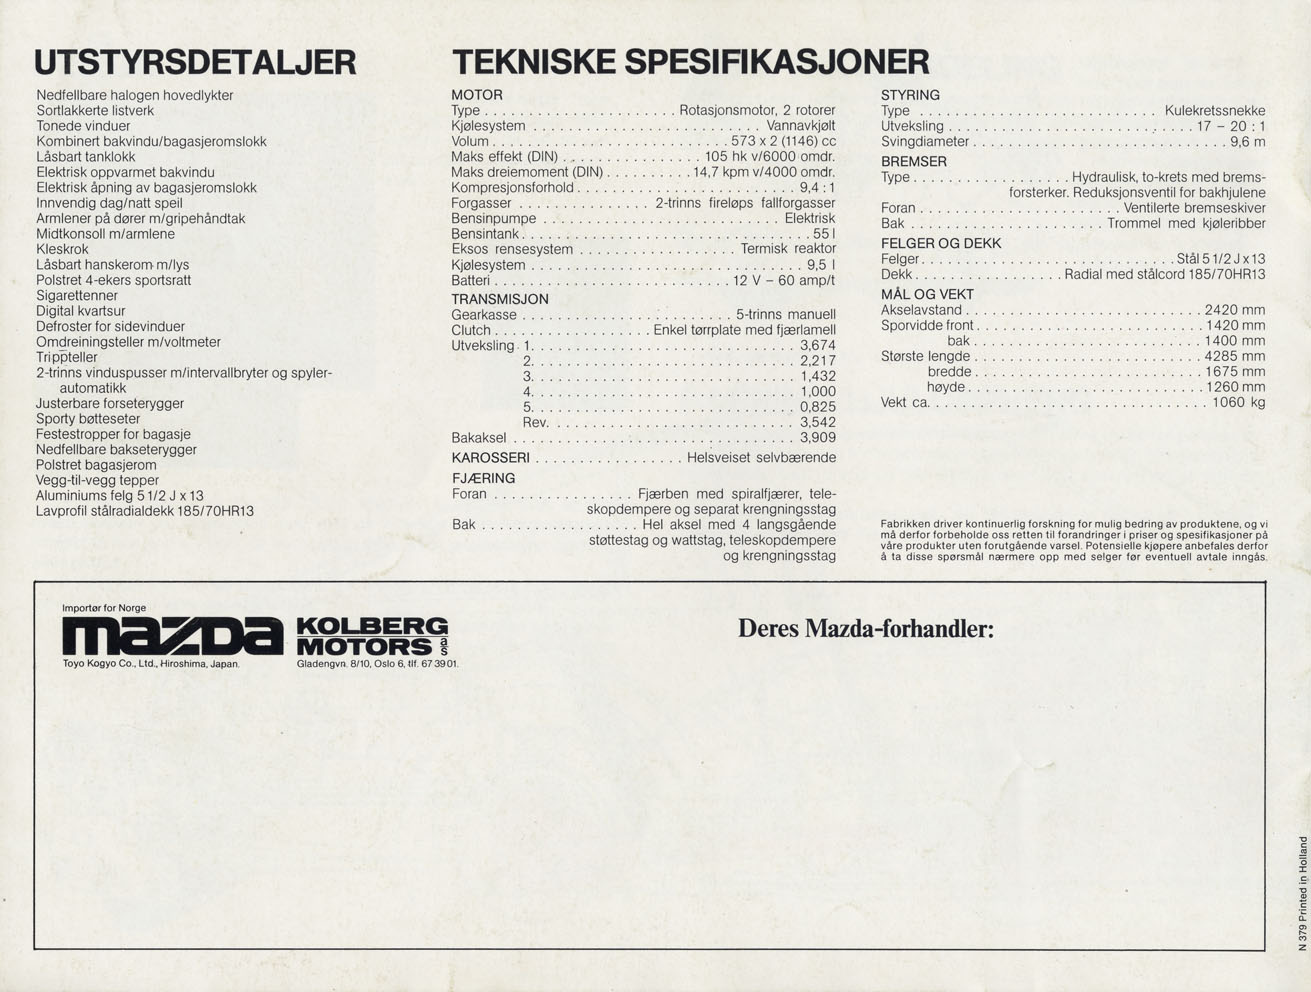 UTSTYRSDETALJER
Nedfellbare halogen hovedlykter
Sortlakkerte listverk
Tonede vinduer
Kombinert bakvindu/bagasjeromslokk
Låsbart tanklokk
Elektrisk oppvarmet bakvindu
Elektrisk åpning av bagasjeromslokk
Innvendig dag/natt speil
Armlener på dører m/gripehåndtak
Midtkonsoll m/armlene
Kleskrok
Låsbart hanskerom m/lys
Polstret 4-ekers sportsratt
Sigarettenner
Digital kvartsur
Defroster for sidevinduer
Omdreiningsteller m/voltmeter
Trippteller
2-trinns vinduspusser m/intervallbryter og spyler-
automatikk
Justerbare forseterygger
Sporty bøtteseter
Festestropper for bagasje
Nedfellbare bakseterygger
Polstret bagasjerom
Vegg-til-vegg tepper
Aluminiums felg 5 1/2 J x 13
Lavprofil stålradialdekk 185/70HR13
TEKNISKE SPESIFIKASJONER
MOTOR
Type . . . . . . . . . . . . . . . . . . . . . . Rotasjonsmotor, 2 rotorer
Kjølesystem . . . . . . . . . . . . . . . . . . . . . . . . . . Vannavkjølt
Volum . . . . . . . . . . . . . . . . . . . . . . . . . . . 573 x 2 (1146) cc
Maks effekt (DIN) . . . . . . . . . . . . . . . . 105 hk v/6000 omdr.
Maks dreiemoment (DIN) . . . . . . . . . . 14,7 kpm v/4000 omdr.
Kompresjonsforhold . . . . . . . . . . . . . . . . . . . . . . . . . 9,4 : 1
Forgasser . . . . . . . . . . . . . . . 2-trinns fireløps fallforgasser
Bensinpumpe . . . . . . . . . . . . . . . . . . . . . . . . . . . Elektrisk
Bensintank . . . . . . . . . . . . . . . . . . . . . . . . . . . . . . . . 55 l
Eksos rensesystem . . . . . . . . . . . . . . . . . . Termisk reaktor
Kjølesystem . . . . . . . . . . . . . . . . . . . . . . . . . . . . . . . 9,5 l
Batteri . . . . . . . . . . . . . . . . . . . . . . . . . . . 12 V – 60 amp/t
TRANSMISJON
Gearkasse . . . . . . . . . . . . . . . . . . . . . . . . 5-trinns manuell
Clutch . . . . . . . . . . . . . . . . . . Enkel tørrplate med fjærlamell
Utveksling 1. . . . . . . . . . . . . . . . . . . . . . . . . . . . . . 3,674
2. . . . . . . . . . . . . . . . . . . . . . . . . . . . . . 2,217
3. . . . . . . . . . . . . . . . . . . . . . . . . . . . . . 1,432
4. . . . . . . . . . . . . . . . . . . . . . . . . . . . . . 1,000
5. . . . . . . . . . . . . . . . . . . . . . . . . . . . . . 0,825
Rev. . . . . . . . . . . . . . . . . . . . . . . . . . . . 3,542
Bakaksel . . . . . . . . . . . . . . . . . . . . . . . . . . . . . . . . 3,909
KAROSSERI . . . . . . . . . . . . . . . . . Helsveiset selvbærende
FJÆRING
Foran . . . . . . . . . . . . . . . . Fjærben med spiralfjærer, tele-
skopdempere og separat krengningsstag
Bak . . . . . . . . . . . . . . . . . . Hel aksel med 4 langsgående
støttestag og wattstag, teleskopdempere
og krengningsstag
STYRING
Type . . . . . . . . . . . . . . . . . . . . . . . . . . . Kulekretssnekke
Utveksling . . . . . . . . . . . . . . . . . . . . . . . . . . . . 17 – 20 : 1
Svingdiameter . . . . . . . . . . . . . . . . . . . . . . . . . . . . . 9,6 m
BREMSER
Type . . . . . . . . . . . . . . . . . . Hydraulisk, to-krets med brems-
forsterker. Reduksjonsventil for bakhjulene
Foran . . . . . . . . . . . . . . . . . . . . . . . Ventilerte bremseskiver
Bak . . . . . . . . . . . . . . . . . . . . . . Trommel med kjøleribber
FELGER OG DEKK
Felger . . . . . . . . . . . . . . . . . . . . . . . . . . . . . Stål 5 1/2 J x 13
Dekk . . . . . . . . . . . . . . . . . Radial med stålcord 185/70HR13
MÅL OG VEKT
Akselavstand . . . . . . . . . . . . . . . . . . . . . . . . . . . 2420 mm
Sporvidde front . . . . . . . . . . . . . . . . . . . . . . . . . . 1420 mm
bak . . . . . . . . . . . . . . . . . . . . . . . . . . . . . 1400 mm
Største lengde . . . . . . . . . . . . . . . . . . . . . . . . . . 4285 mm
bredde . . . . . . . . . . . . . . . . . . . . . . . . . . 1675 mm
høyde . . . . . . . . . . . . . . . . . . . . . . . . . . . 1260 mm
Vekt ca. . . . . . . . . . . . . . . . . . . . . . . . . . . . . . . . 1060 kg
Fabrikken driver kontinuerlig forskning for mulig bedring av produktene, og vi
må derfor forbeholde oss retten til forandringer i priser og spesifikasjoner på
våre produkter uten forutgående varsel. Potensielle kjøpere anbefales derfor
å ta disse spørsmål nærmere opp med selger før eventuell avtale inngås.
Importør for Norge
mazda
Toyo Kogyo Co., Ltd., Hiroshima, Japan.
KOLBERG
MOTORS a/s
Gladengvn. 8/10, Oslo 6, tlf. 67 39 01.
Deres Mazda-forhandler:
N 379 Printed in Holland